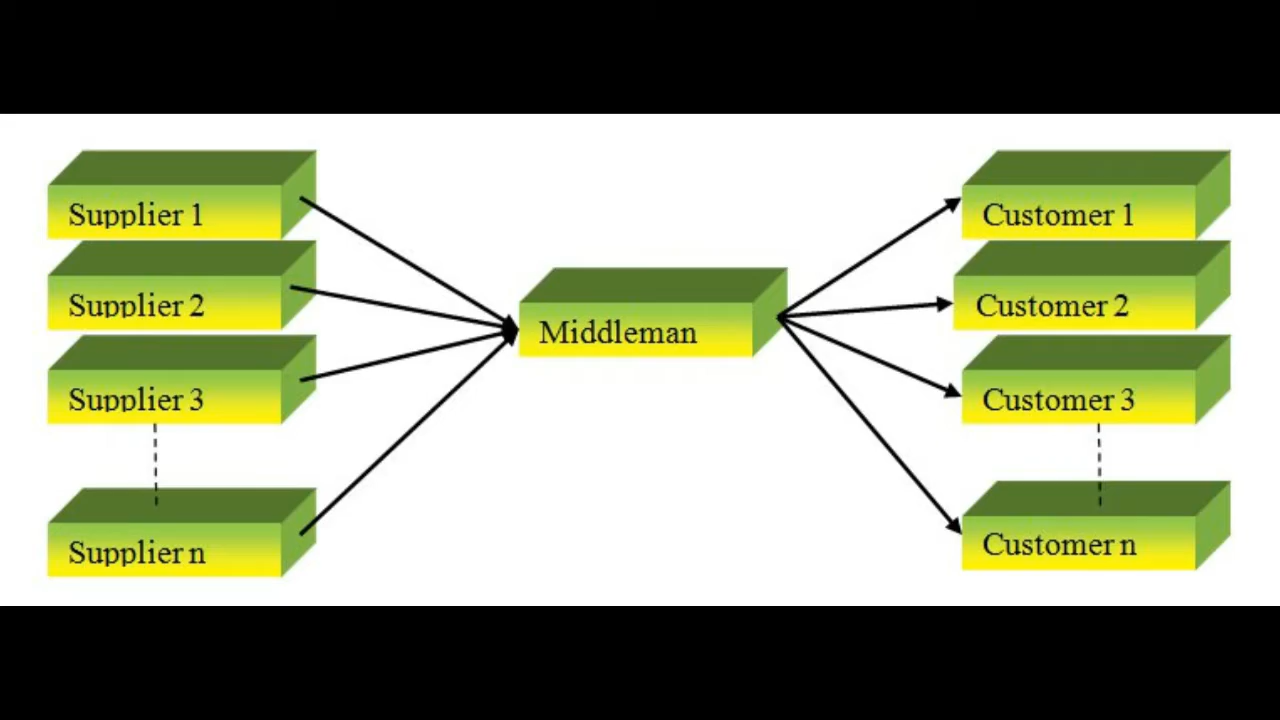 Supplier 1
Supplier 2
Supplier 3
Supplier n
Middleman
Customer 1
Customer 2
Customer 3
Customer n